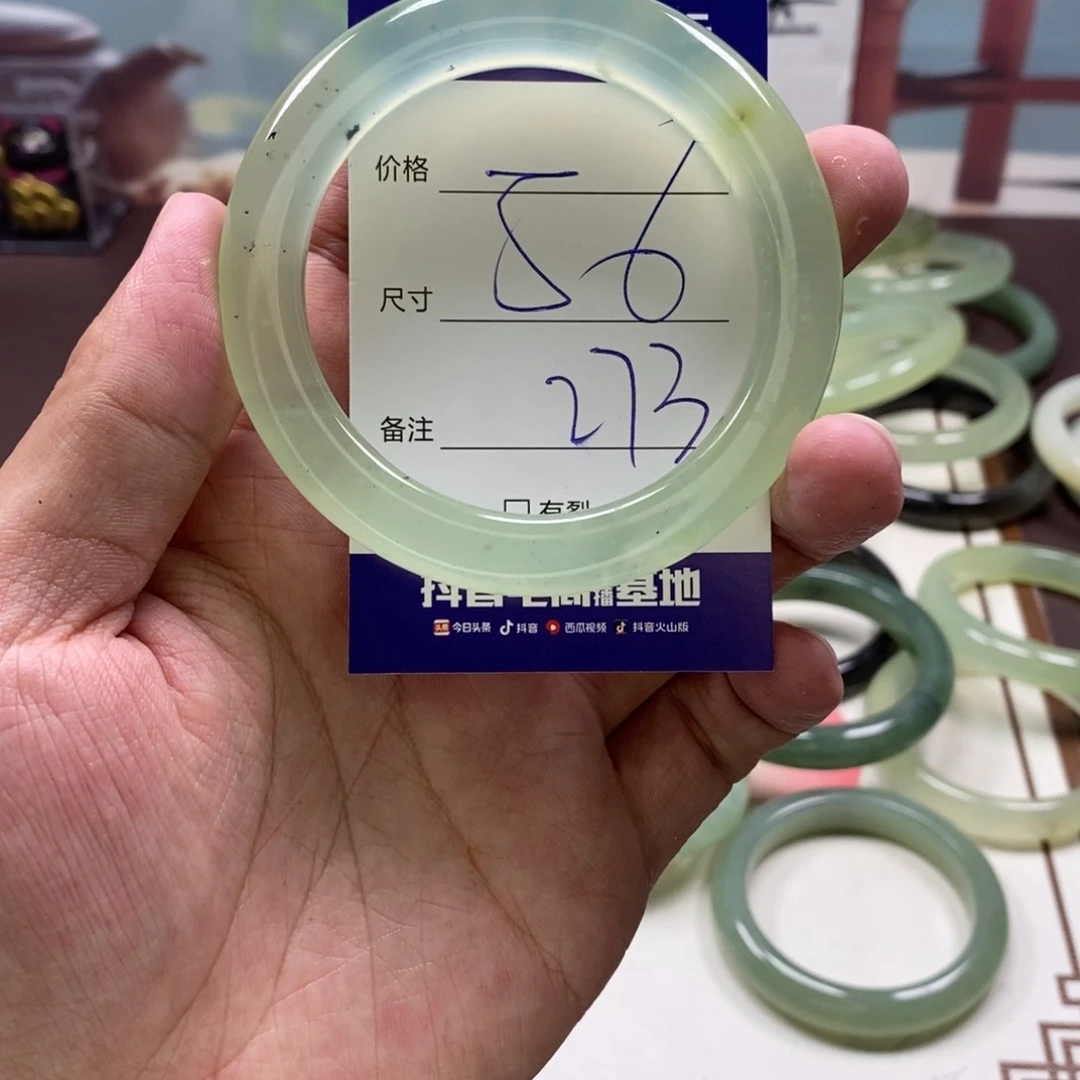 价格
56
尺寸
273
备注
口有裂
抖音电商直播基地
今日头条 抖音 西瓜视频 抖音火山版